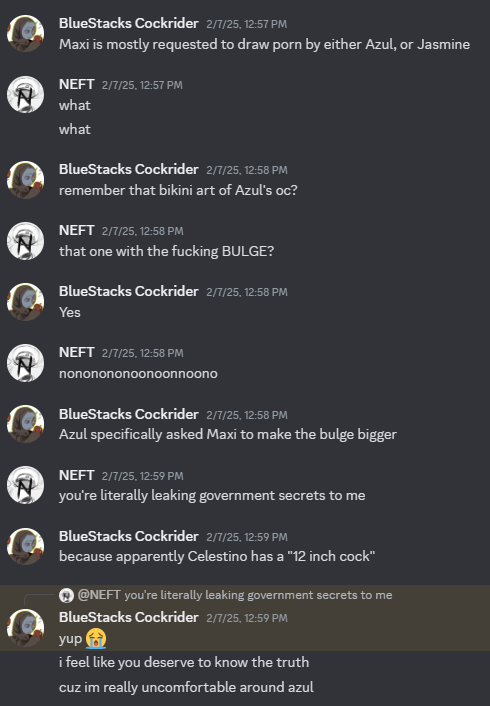 BlueStacks Cockrider 2/7/25, 12:57 PM
Maxi is mostly requested to draw porn by either Azul, or Jasmine
NEFT 2/7/25, 12:57 PM
what
what
BlueStacks Cockrider 2/7/25, 12:58 PM
remember that bikini art of Azul's oc?
NEFT 2/7/25, 12:58 PM
that one with the fucking BULGE?
BlueStacks Cockrider 2/7/25, 12:58 PM
Yes
NEFT 2/7/25, 12:58 PM
nonononONoonoonnoono
BlueStacks Cockrider 2/7/25, 12:58 PM
Azul specifically asked Maxi to make the bulge bigger
NEFT 2/7/25, 12:59 PM
you're literally leaking government secrets to me
BlueStacks Cockrider 2/7/25, 12:59 PM
because apparently Celestino has a "12 inch cock"
@NEFT you're literally leaking government secrets to me
BlueStacks Cockrider 2/7/25, 12:59 PM
yup 😭
i feel like you deserve to know the truth
cuz im really uncomfortable around azul